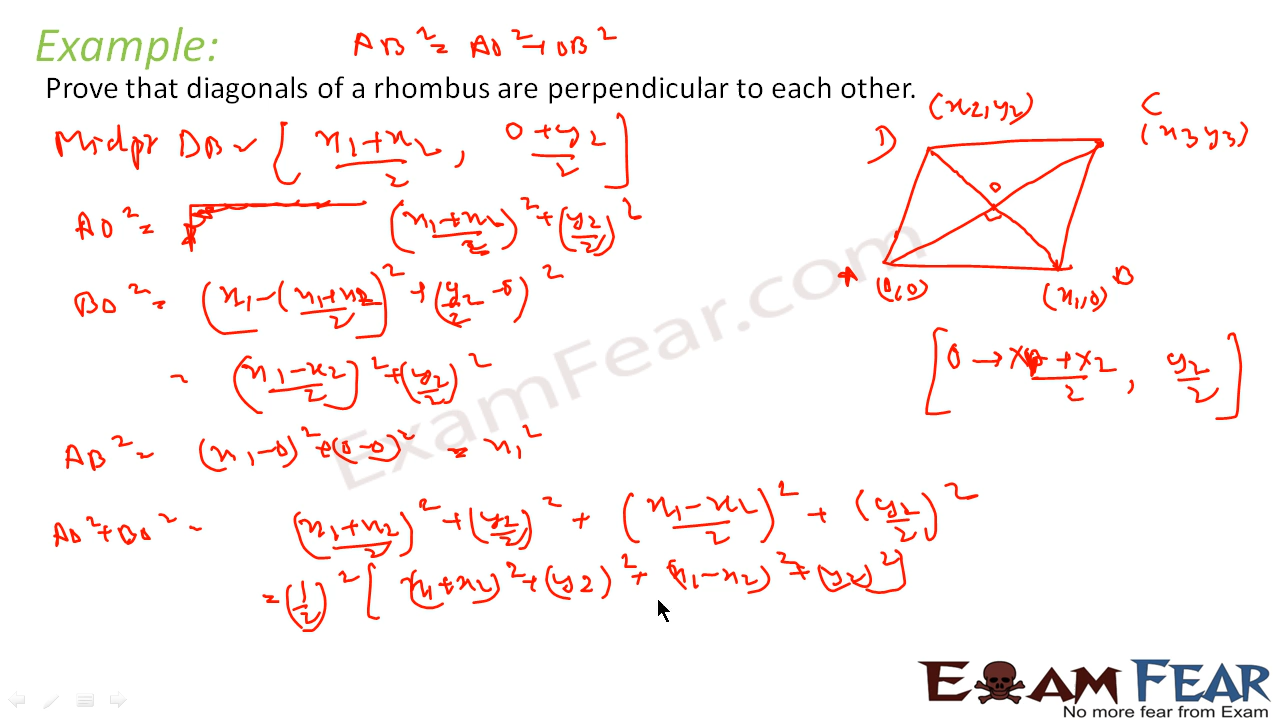 Example:
AB² = AO² + OB²
Prove that diagonals of a rhombus are perpendicular to each other.
Midpt DB = [ (x1+x2)/2 , (0+y2)/2 ]
AO² = ((x1+x2)/2)² + (y2/2)²
BO² = (x1 - (x1+x2)/2)² + (y2/2 - 0)²
= ((x1-x2)/2)² + (y2/2)²
AB² = (x1-0)² + (0-0)² = x1²
AO² + BO² = ((x1+x2)/2)² + (y2/2)² + ((x1-x2)/2)² + (y2/2)²
= (1/2)² [ (x1+x2)² + (y2)² + (x1-x2)² + (y2)² ]
(x2, y2)
C
D
(x3 y3)
O
A
(0,0)
(x1,0) B
[ 0 → (x1+x2)/2 , y2/2 ]
ExamFear.com
EXAM FEAR
No more fear from Exam